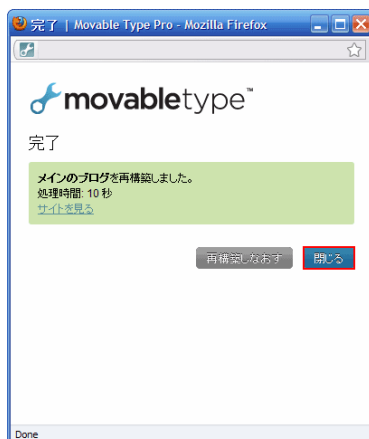 完了 | Movable Type Pro - Mozilla Firefox
movabletype™
完了
メインのブログを再構築しました。
処理時間: 10 秒
サイトを見る
再構築しなおす 閉じる
Done